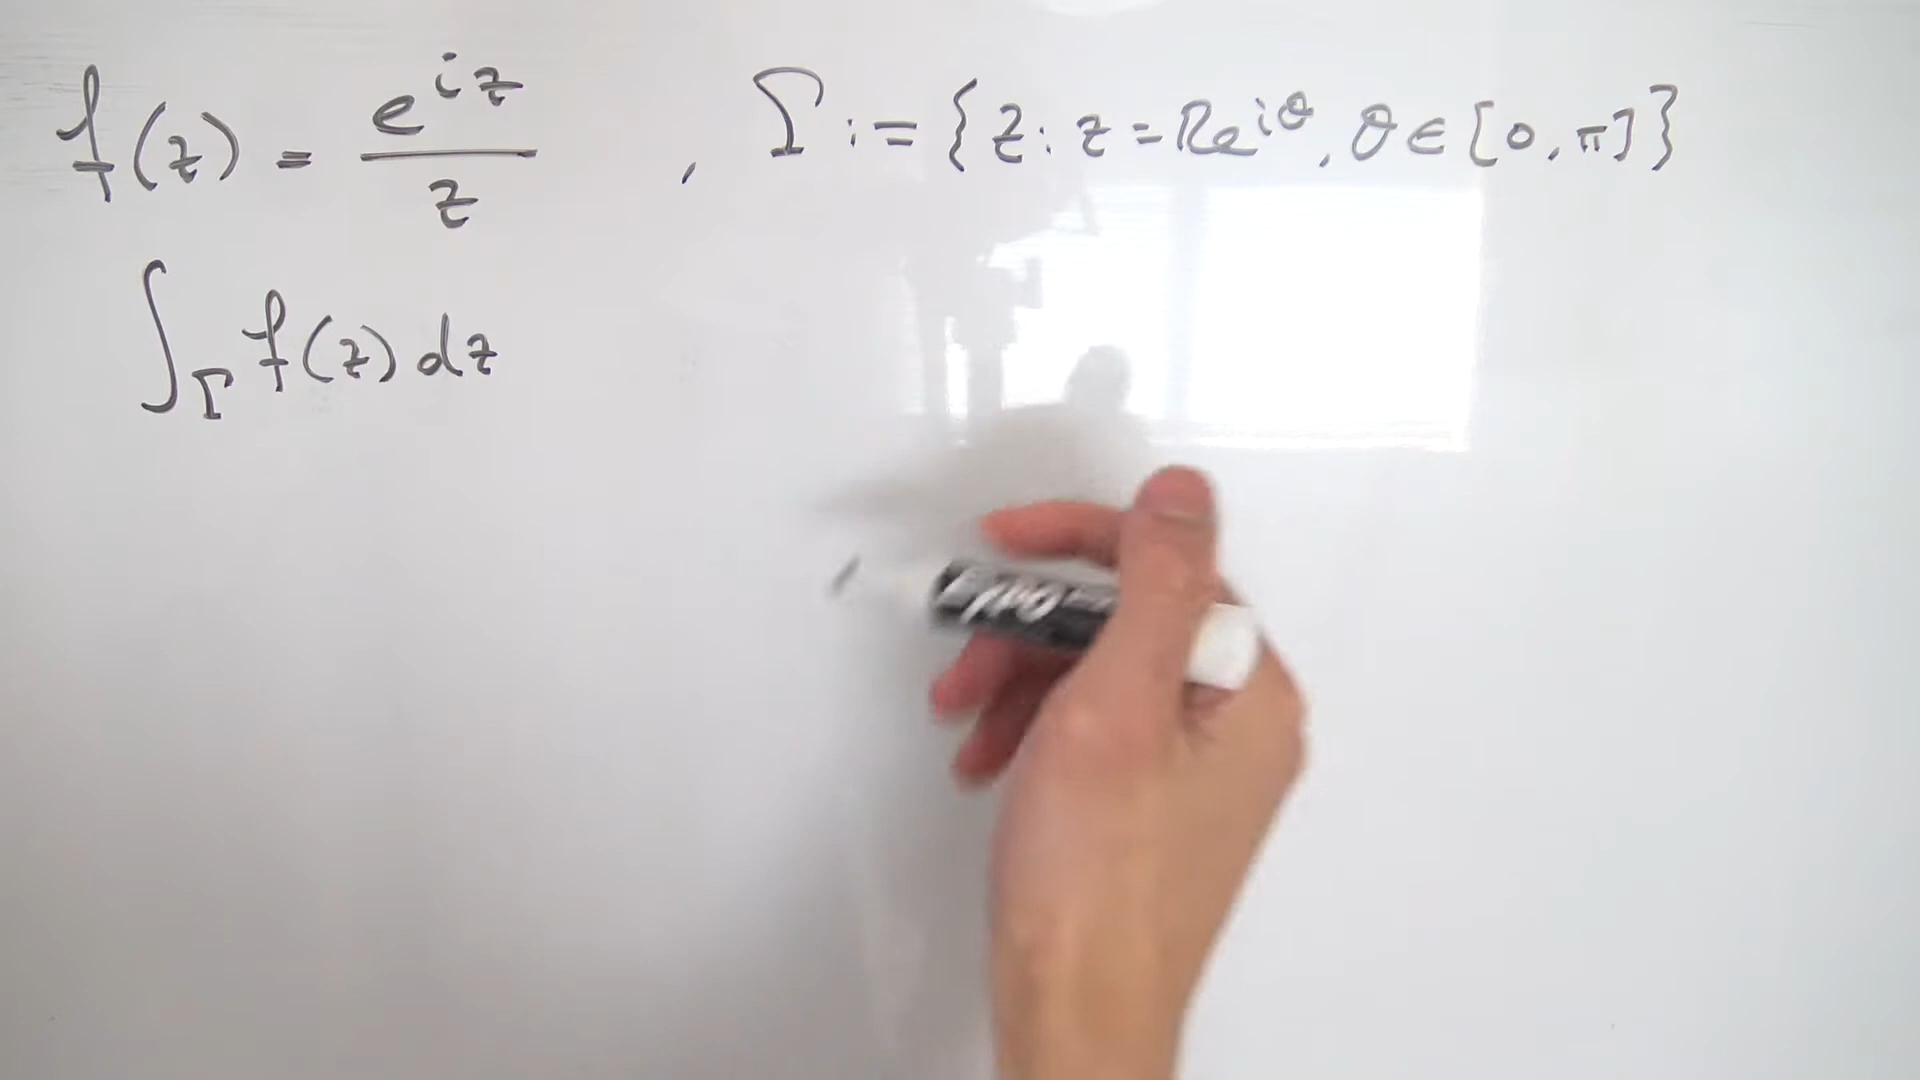 f(z) = e^{iz}/z , Γ := {z: z = Re^{iθ}, θ ∈ [0, π]}
∫_Γ f(z) dz